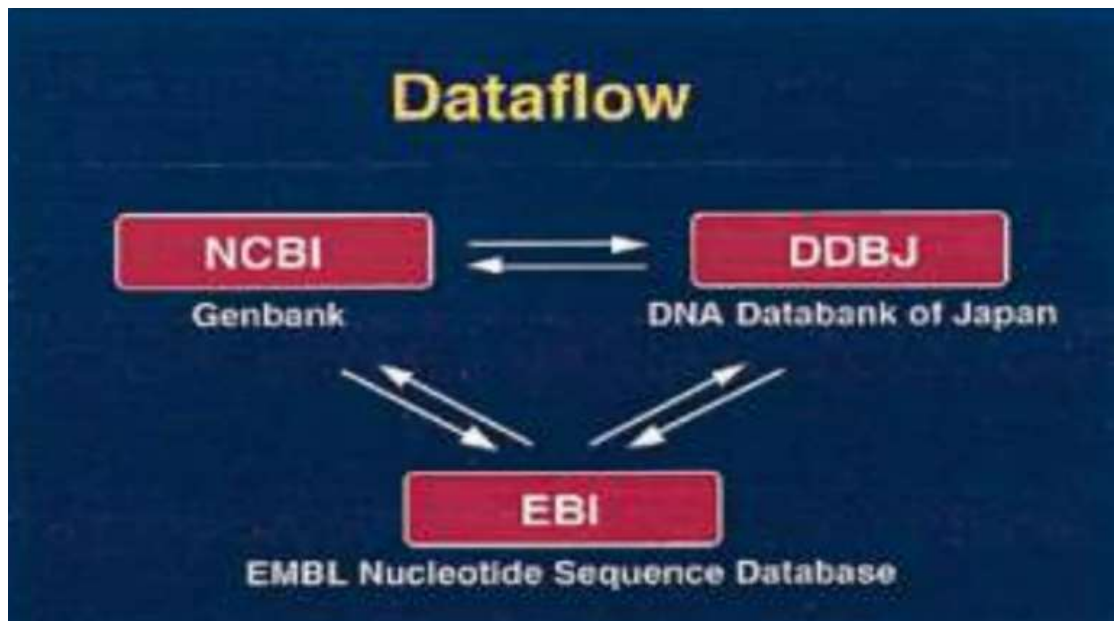 Dataflow
NCBI
Genbank
DDBJ
DNA Databank of Japan
EBI
EMBL Nucleotide Sequence Database